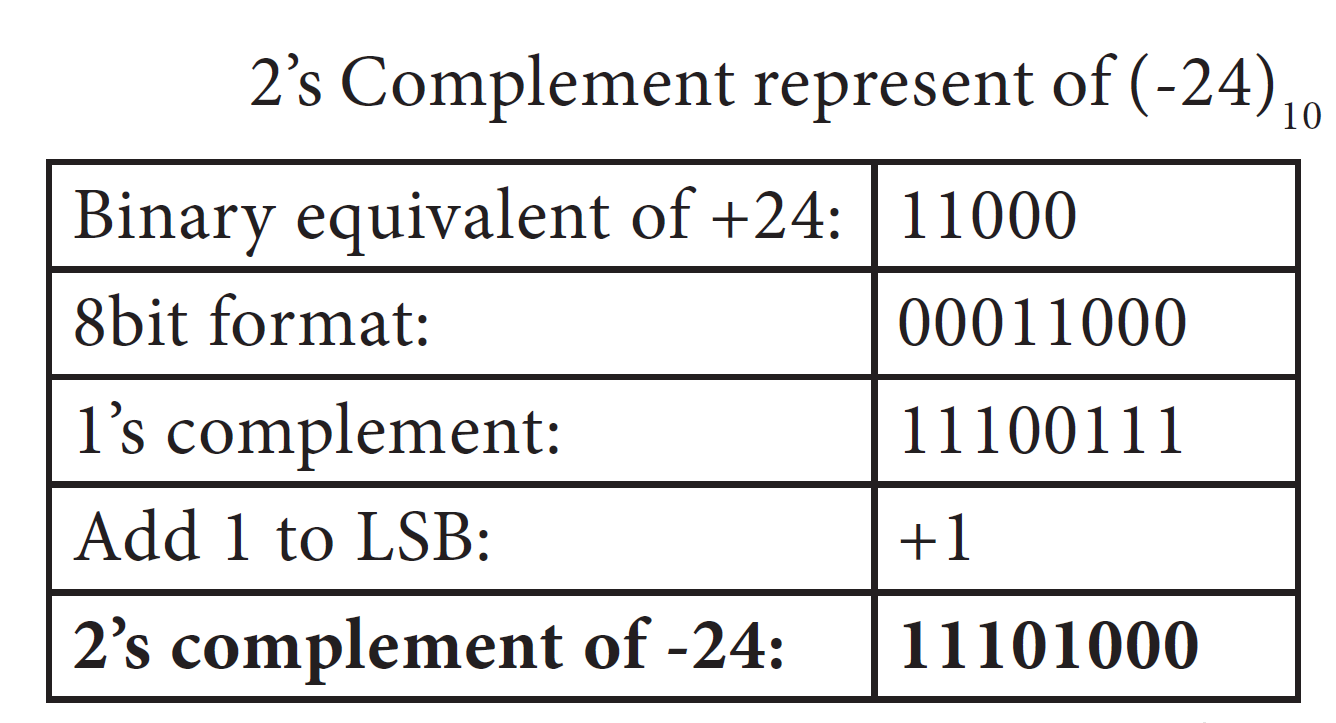 2’s Complement represent of (-24)10
Binary equivalent of +24: 11000
8bit format: 00011000
1’s complement: 11100111
Add 1 to LSB: +1
2’s complement of -24: 11101000